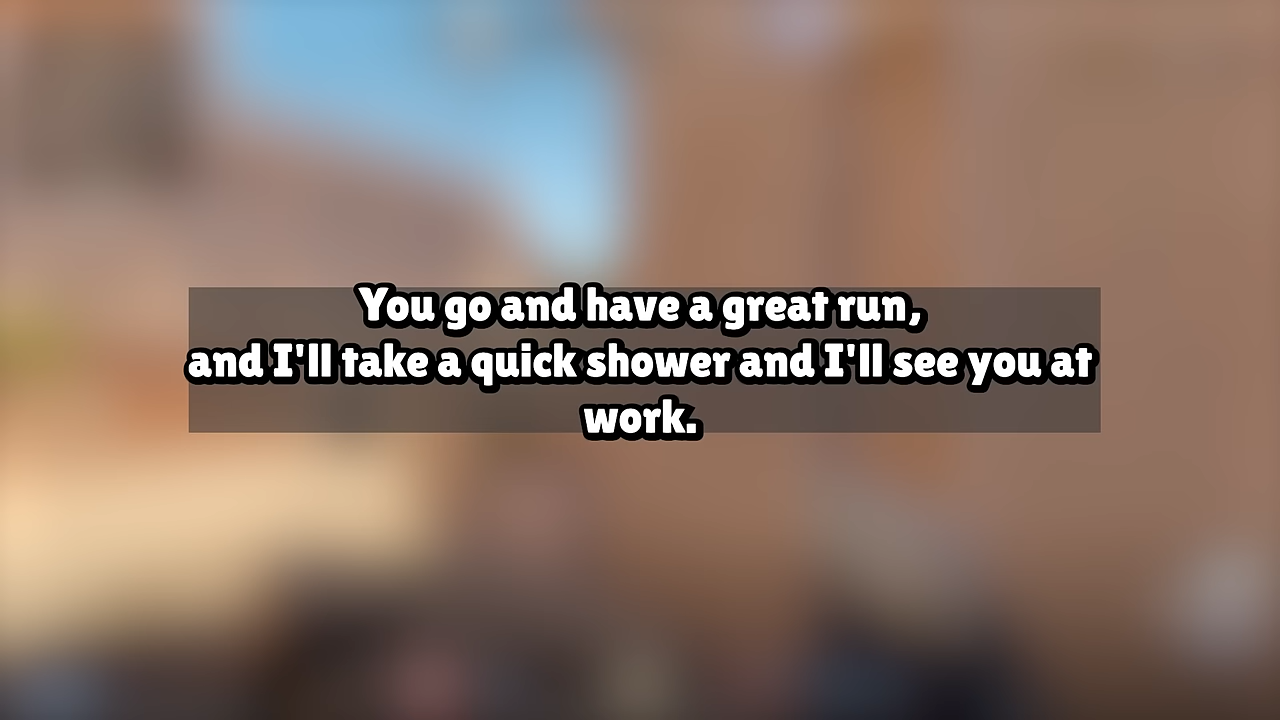 You go and have a great run,
and I'll take a quick shower and I'll see you at
work.